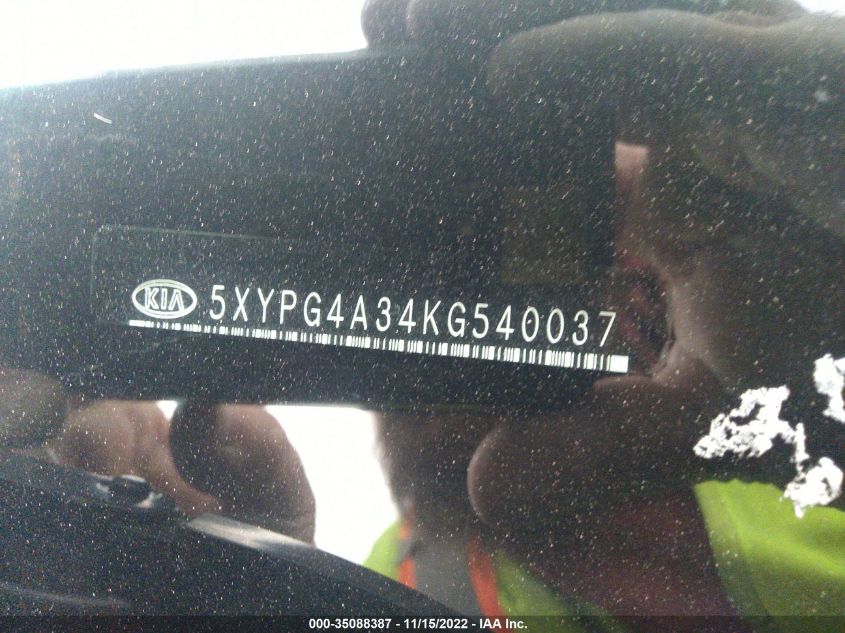 KIA 5XYPG4A34KG540037
000-35088387 - 11/15/2022 - IAA Inc.